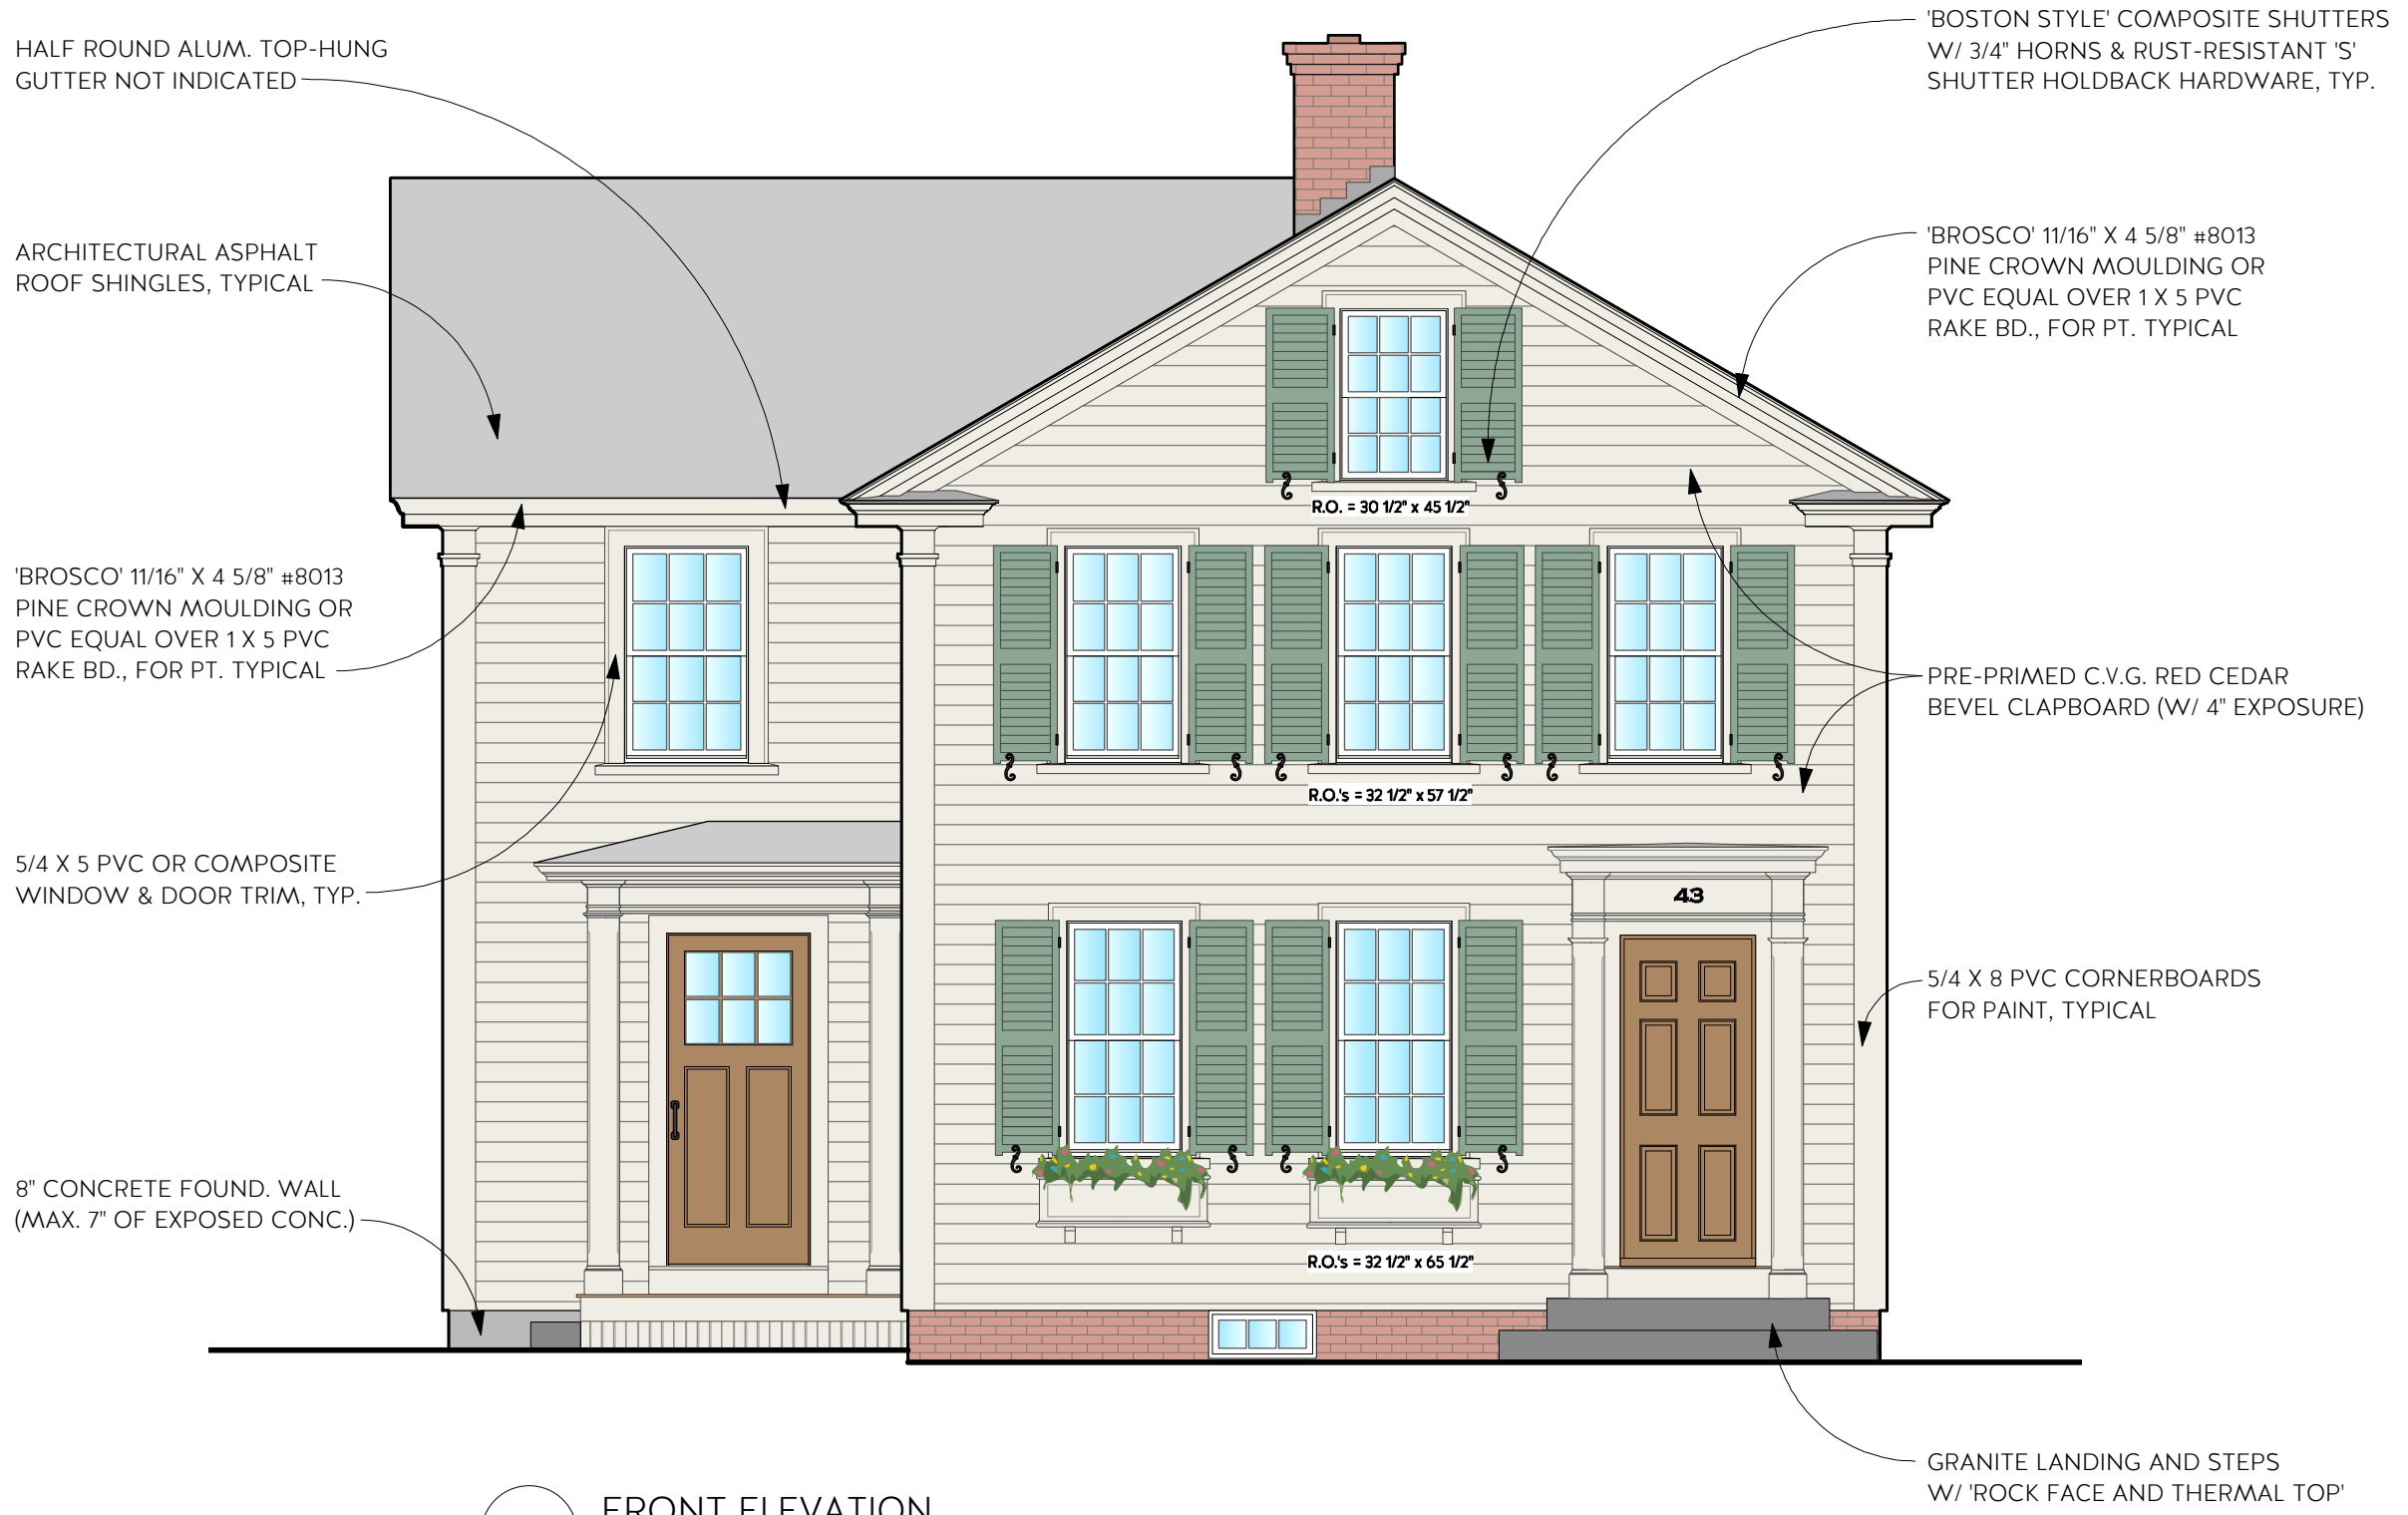 HALF ROUND ALUM. TOP-HUNG
GUTTER NOT INDICATED
ARCHITECTURAL ASPHALT
ROOF SHINGLES, TYPICAL
'BROSCO' 11/16" X 4 5/8" #8013
PINE CROWN MOULDING OR
PVC EQUAL OVER 1 X 5 PVC
RAKE BD., FOR PT. TYPICAL
5/4 X 5 PVC OR COMPOSITE
WINDOW & DOOR TRIM, TYP.
8" CONCRETE FOUND. WALL
(MAX. 7" OF EXPOSED CONC.)
R.O. = 30 1/2" x 45 1/2"
R.O.'s = 32 1/2" x 57 1/2"
43
R.O.'s = 32 1/2" x 65 1/2"
'BOSTON STYLE' COMPOSITE SHUTTERS
W/ 3/4" HORNS & RUST-RESISTANT 'S'
SHUTTER HOLDBACK HARDWARE, TYP.
'BROSCO' 11/16" X 4 5/8" #8013
PINE CROWN MOULDING OR
PVC EQUAL OVER 1 X 5 PVC
RAKE BD., FOR PT. TYPICAL
PRE-PRIMED C.V.G. RED CEDAR
BEVEL CLAPBOARD (W/ 4" EXPOSURE)
5/4 X 8 PVC CORNERBOARDS
FOR PAINT, TYPICAL
GRANITE LANDING AND STEPS
W/ 'ROCK FACE AND THERMAL TOP'
FRONT ELEVATION